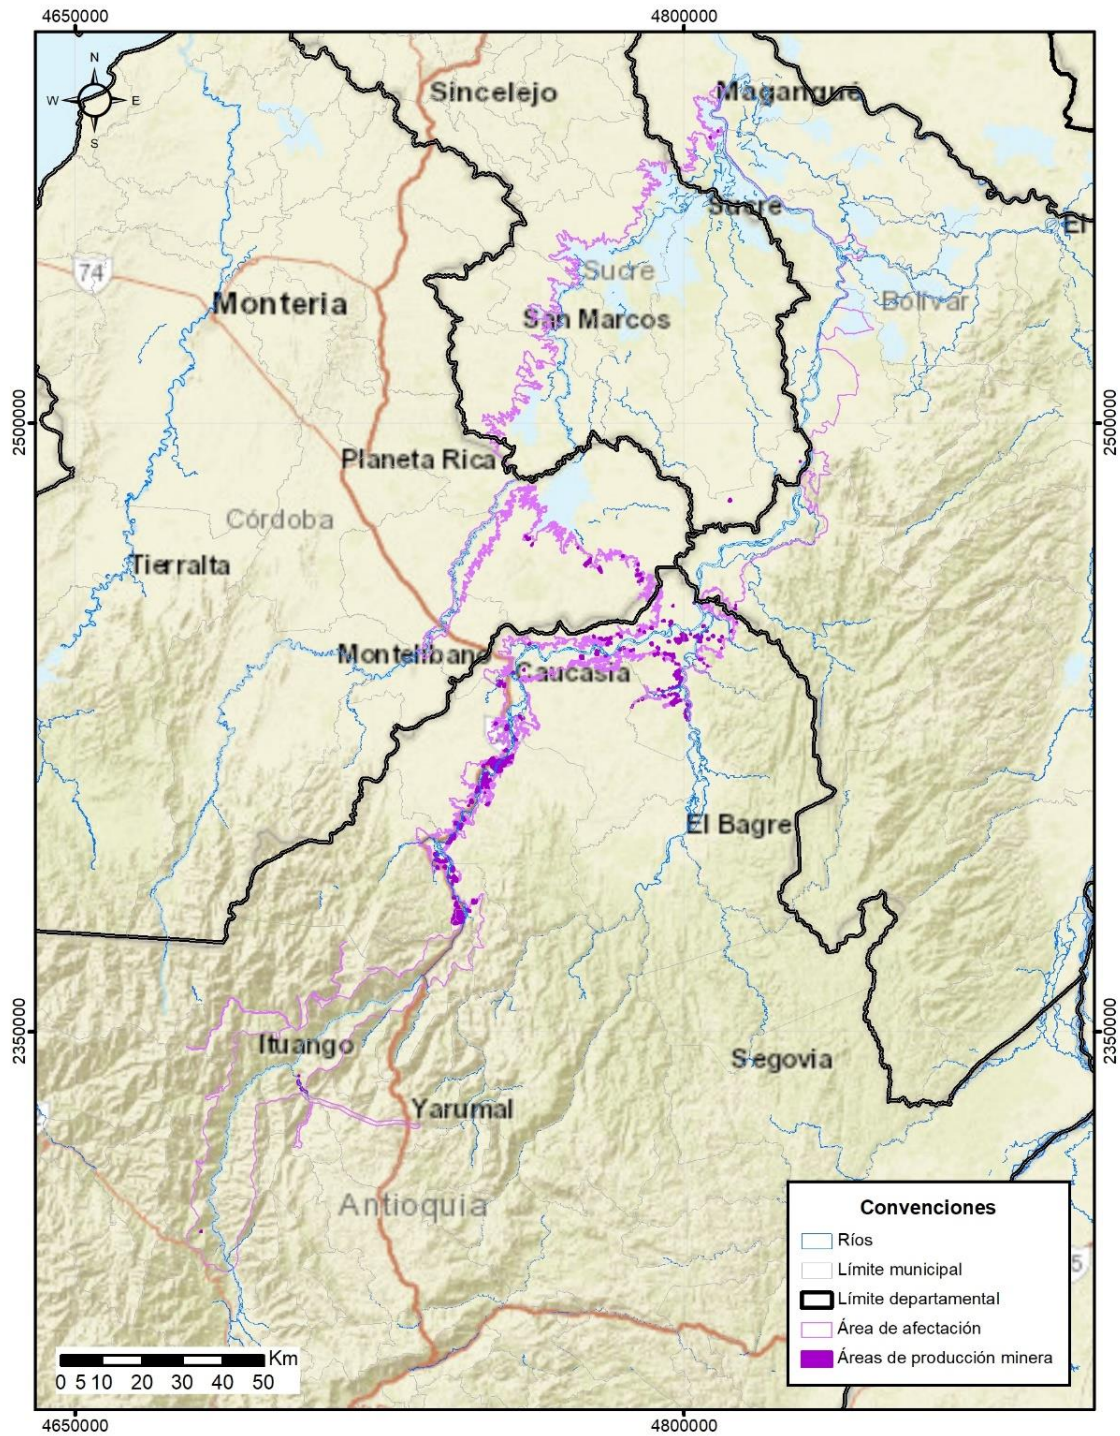 4650000
4800000
N
W
E
S
Sincelejo
Magangué
Sucre
El
74
Sucre
Bolívar
Monteria
San Marcos
2500000
2500000
Planeta Rica
Córdoba
Tierralta
Montelíbano
Caucasia
El Bagre
2350000
2350000
Ituango
Segovia
Yarumal
Antioquia
Convenciones
Ríos
Límite municipal
Límite departamental
Área de afectación
Áreas de producción minera
5
Km
0 5 10 20 30 40 50
4650000
4800000